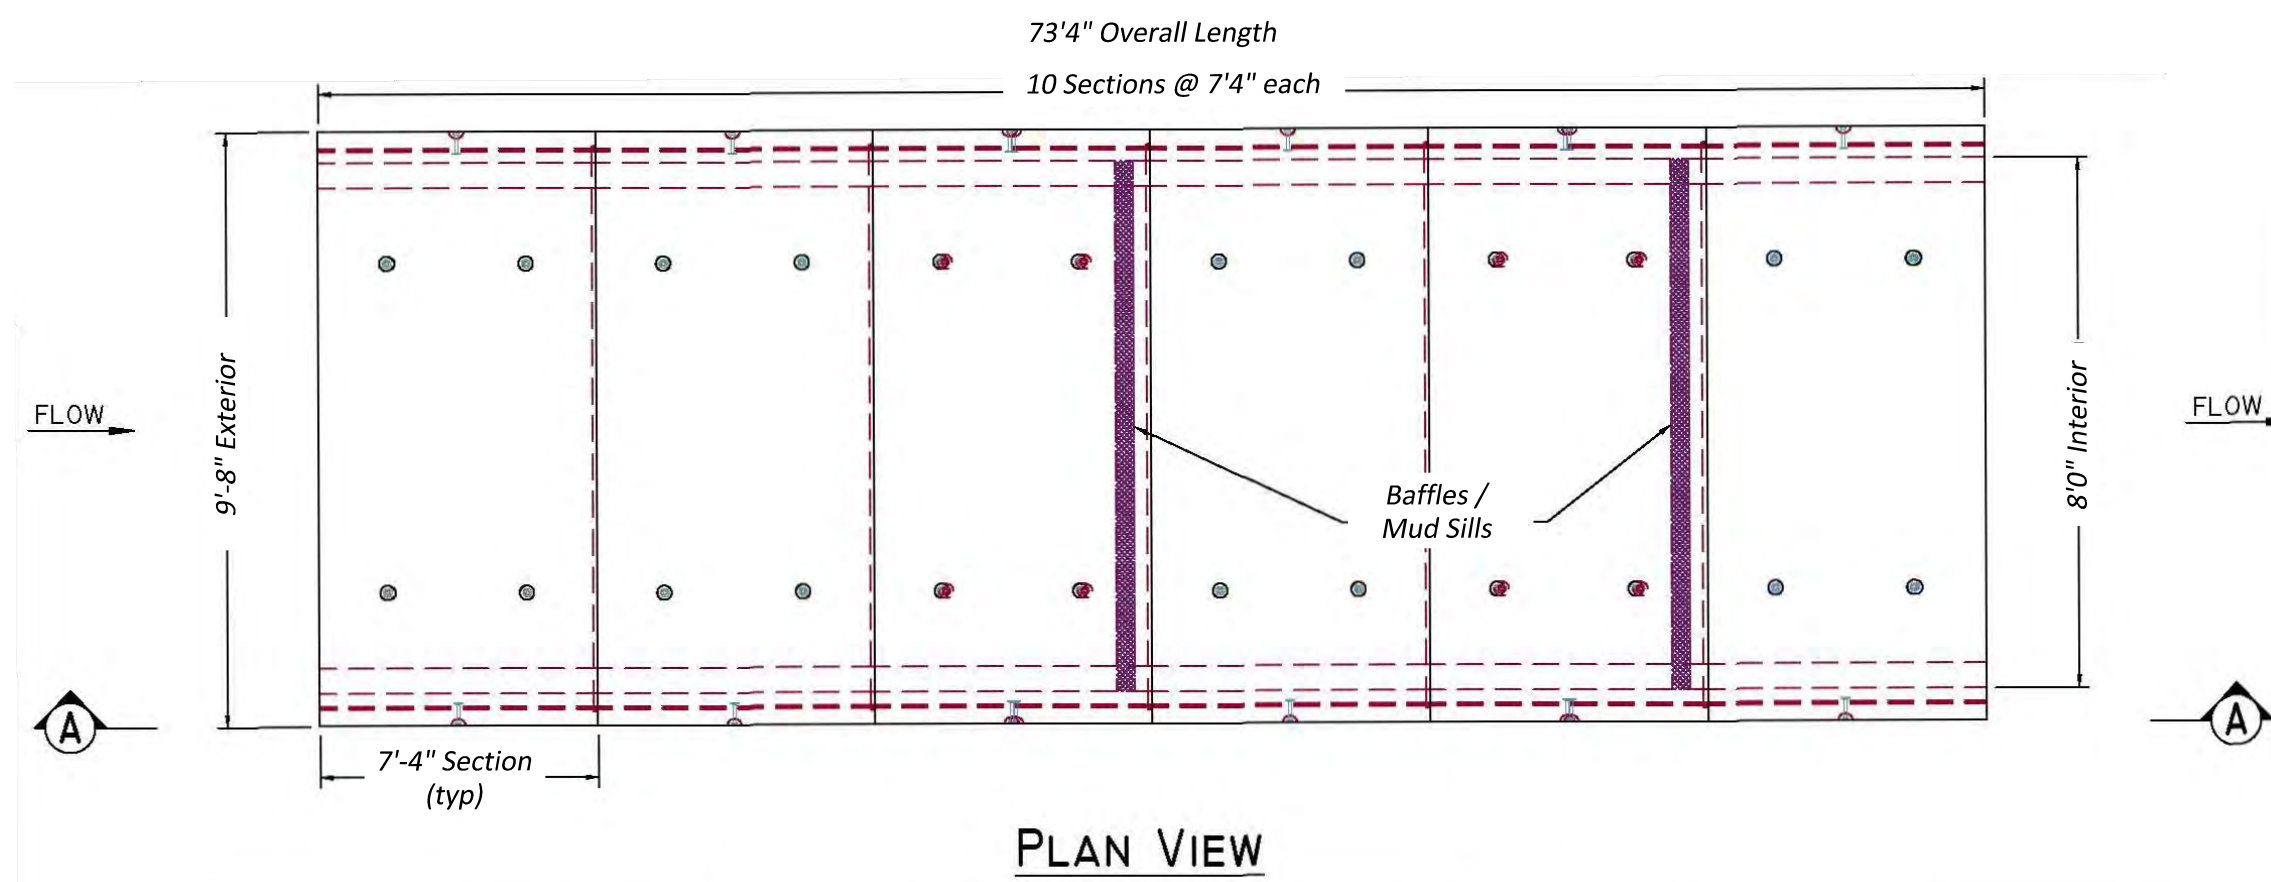 73'4" Overall Length
10 Sections @ 7'4" each
9'-8" Exterior
FLOW
FLOW
8'0" Interior
Baffles /
Mud Sills
A
A
7'-4" Section
(typ)
PLAN VIEW